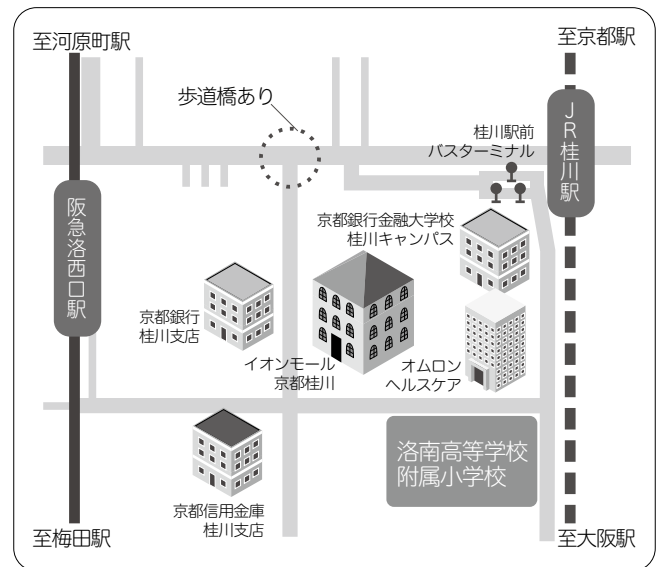 至河原町駅
至京都駅
歩道橋あり
桂川駅前
バスターミナル
JR桂川駅
阪急洛西口駅
京都銀行金融大学校
桂川キャンパス
京都銀行
桂川支店
イオンモール
京都桂川
オムロン
ヘルスケア
洛南高等学校
附属小学校
京都信用金庫
桂川支店
至梅田駅
至大阪駅